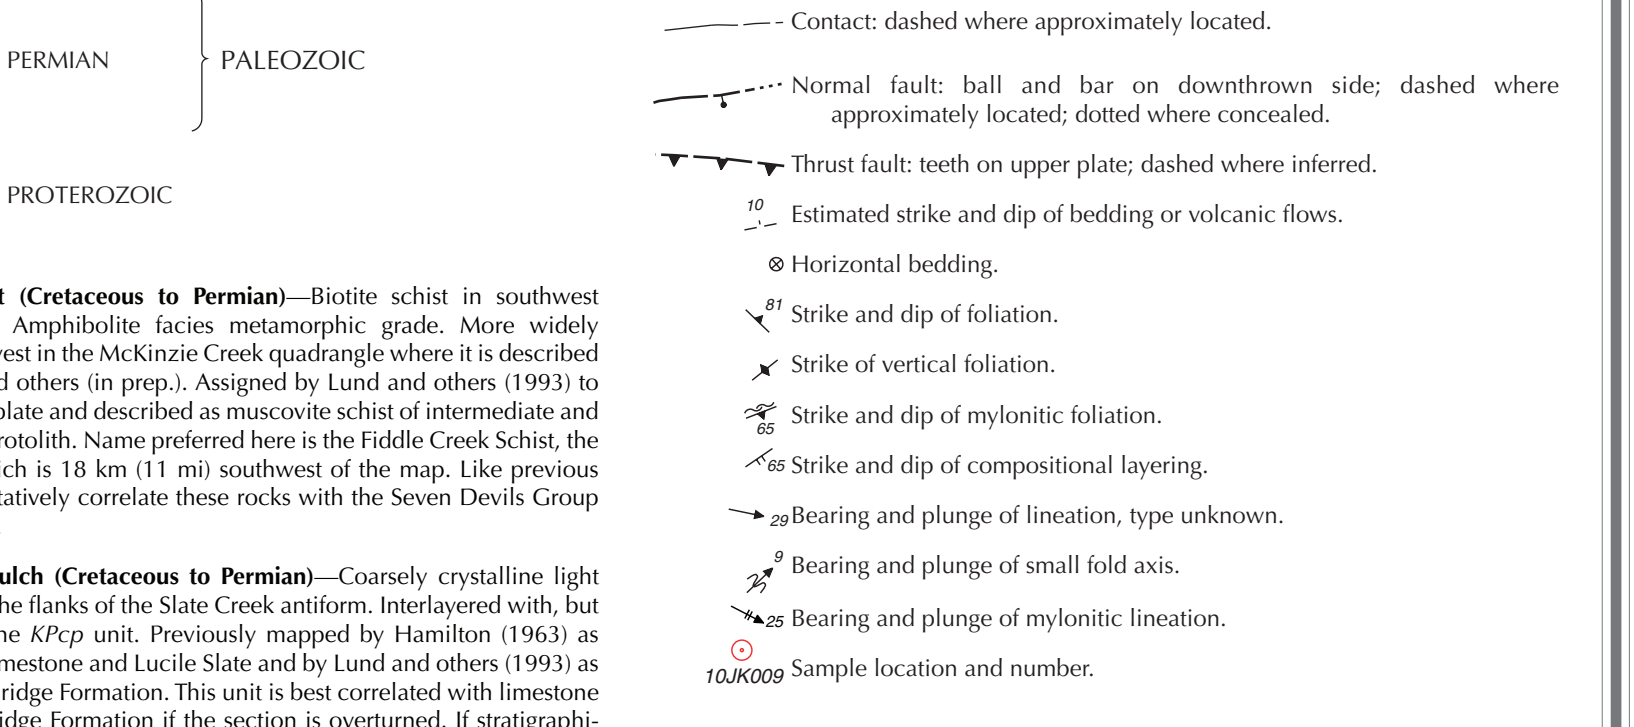 PERMIAN
PALEOZOIC
PROTEROZOIC
(Cretaceous to Permian)—Biotite schist in southwest
Amphibolite facies metamorphic grade. More widely
in the McKinzie Creek quadrangle where it is described
others (in prep.). Assigned by Lund and others (1993) to
plate and described as muscovite schist of intermediate and
Name preferred here is the Fiddle Creek Schist, the
is 18 km (11 mi) southwest of the map. Like previous
correlate these rocks with the Seven Devils Group
(Cretaceous to Permian)—Coarsely crystalline light
he flanks of the Slate Creek antiform. Interlayered with, but
KPcp unit. Previously mapped by Hamilton (1963) as
mestone and Lucile Slate and by Lund and others (1993) as
ridge Formation. This unit is best correlated with limestone
idge Formation if the section is overturned. If stratigraphi-
Contact: dashed where approximately located.
Normal fault: ball and bar on downthrown side; dashed where
approximately located; dotted where concealed.
Thrust fault: teeth on upper plate; dashed where inferred.
10 Estimated strike and dip of bedding or volcanic flows.
Horizontal bedding.
81 Strike and dip of foliation.
Strike of vertical foliation.
65 Strike and dip of mylonitic foliation.
65 Strike and dip of compositional layering.
29 Bearing and plunge of lineation, type unknown.
9 Bearing and plunge of small fold axis.
25 Bearing and plunge of mylonitic lineation.
10JK009 Sample location and number.